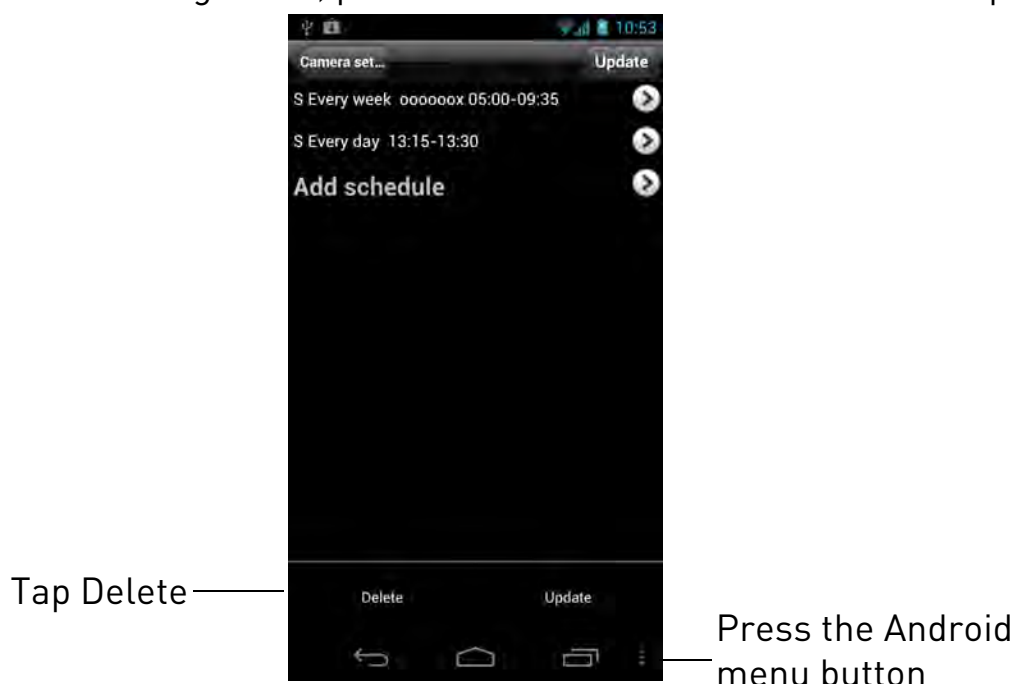 10:53
Camera set... Update
S Every week oooooox 05:00-09:35
S Every day 13:15-13:30
Add schedule
Tap Delete
Delete Update
Press the Android
menu button